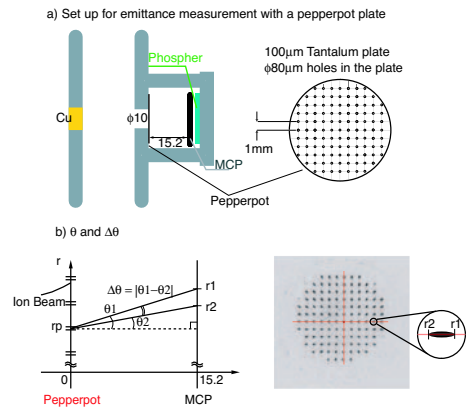 a) Set up for emittance measurement with a pepperpot plate
Phospher
100μm Tantalum plate
ϕ80μm holes in the plate
Cu
ϕ10
15.2
1mm
MCP
Pepperpot
b) θ and Δθ
r
Δθ = |θ1−θ2|
r1
Ion Beam
θ1
r2
rp
θ2
r2
r1
0
15.2
Pepperpot
MCP